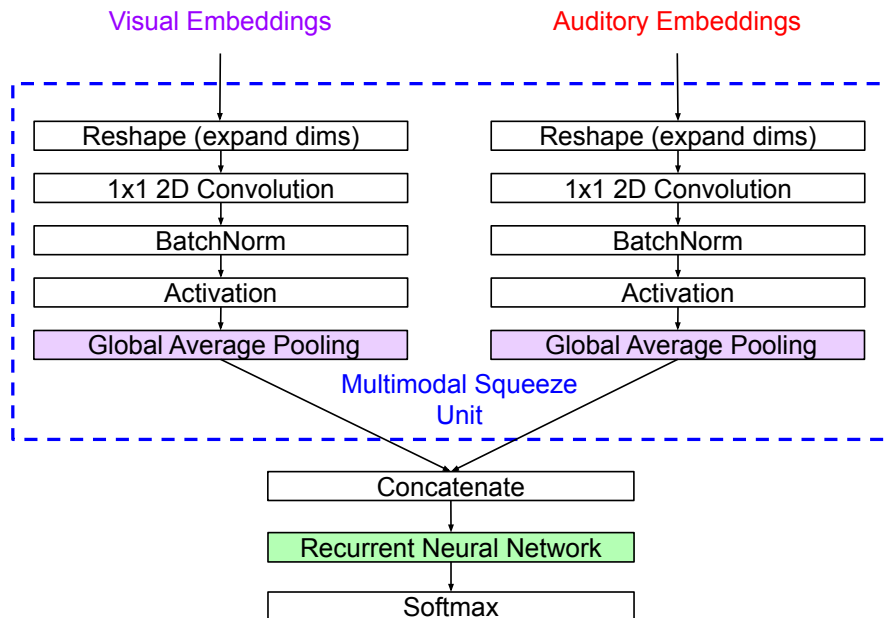 Visual Embeddings
Auditory Embeddings
Reshape (expand dims)
Reshape (expand dims)
1x1 2D Convolution
1x1 2D Convolution
BatchNorm
BatchNorm
Activation
Activation
Global Average Pooling
Global Average Pooling
Multimodal Squeeze
Unit
Concatenate
Recurrent Neural Network
Softmax